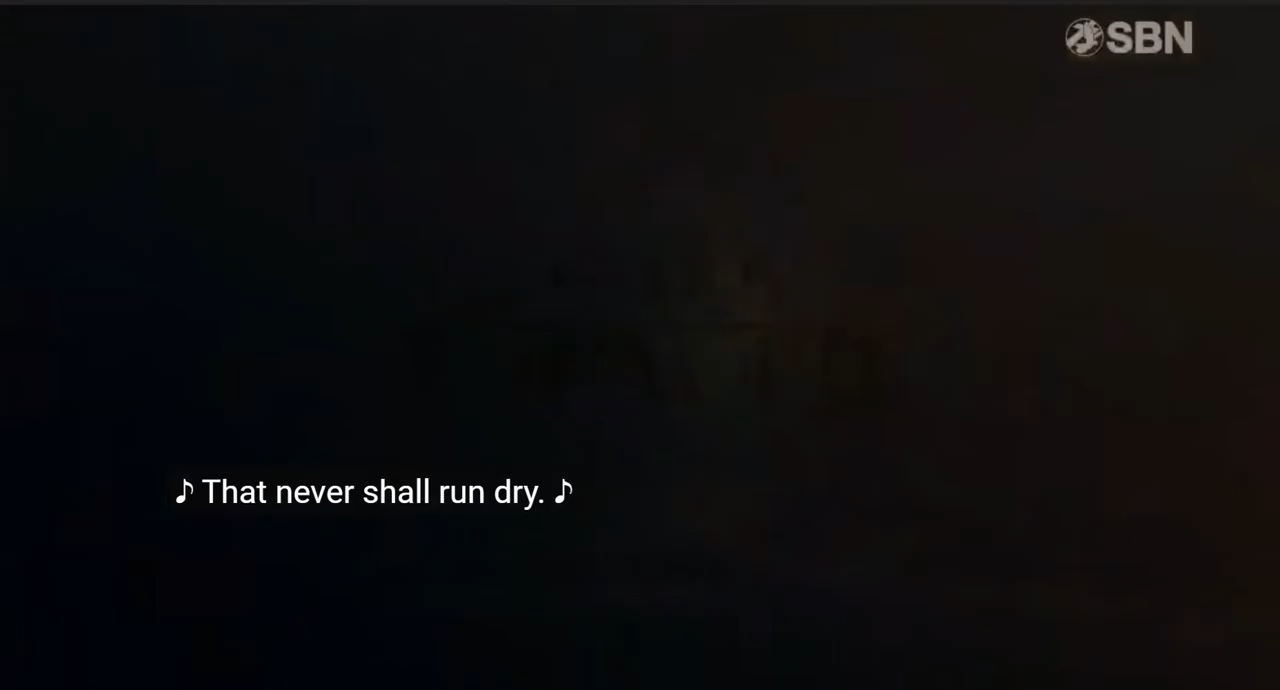 SBN
♪ That never shall run dry. ♪